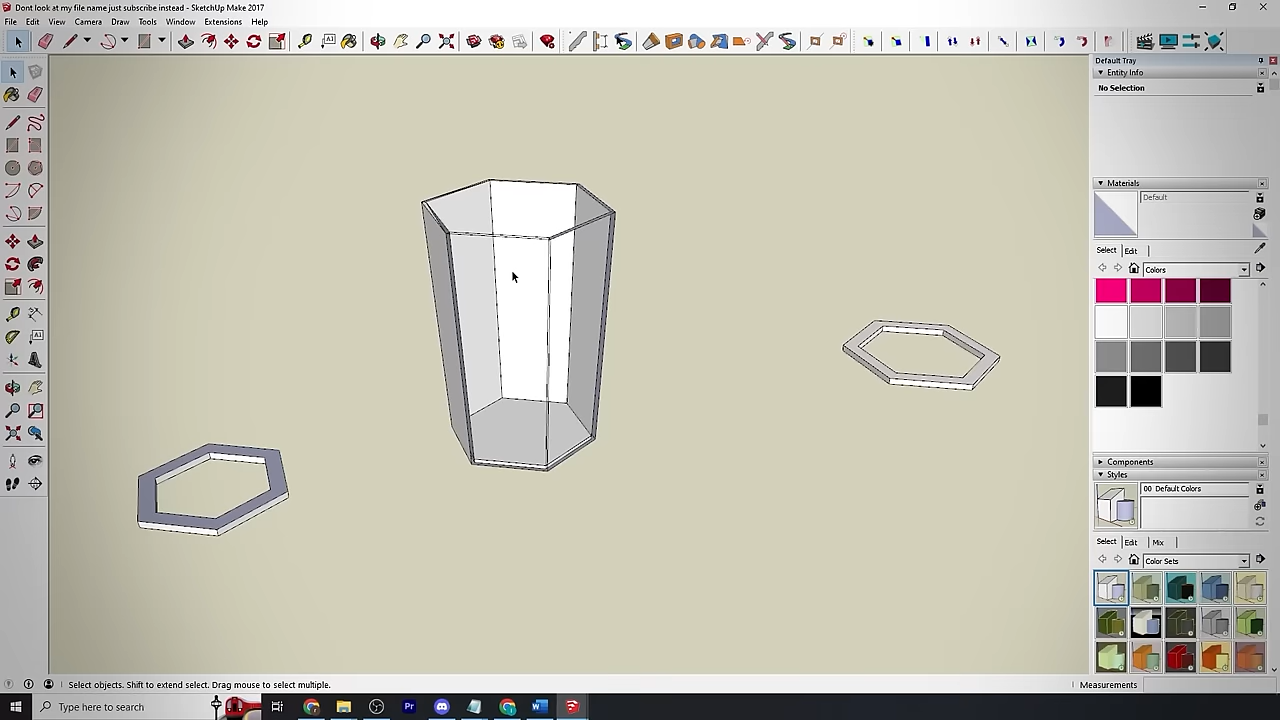 Dont look at my file name just subscribe instead - SketchUp Make 2017
File Edit View Camera Draw Tools Window Extensions Help
A1
Default Tray
Entity Info
No Selection
Materials
Default
Select Edit
Colors
A1
Components
Styles
00 Default Colors
Select Edit Mix
Color Sets
Select objects. Shift to extend select. Drag mouse to select multiple.
Measurements
Type here to search
Pr